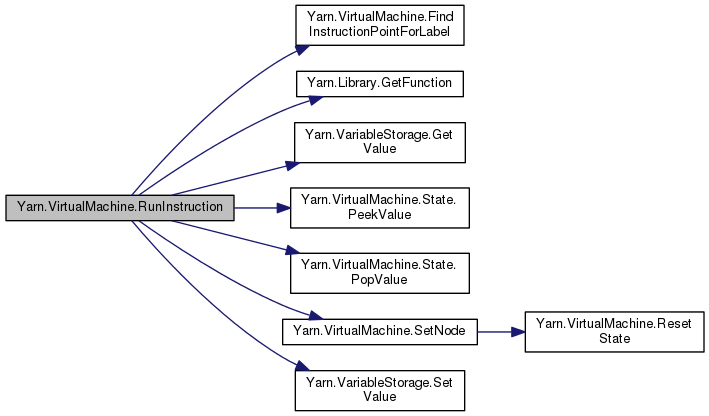 Yarn.VirtualMachine.Find
InstructionPointForLabel
Yarn.Library.GetFunction
Yarn.VariableStorage.Get
Value
Yarn.VirtualMachine.RunInstruction
Yarn.VirtualMachine.State.
PeekValue
Yarn.VirtualMachine.State.
PopValue
Yarn.VirtualMachine.SetNode
Yarn.VirtualMachine.Reset
State
Yarn.VariableStorage.Set
Value